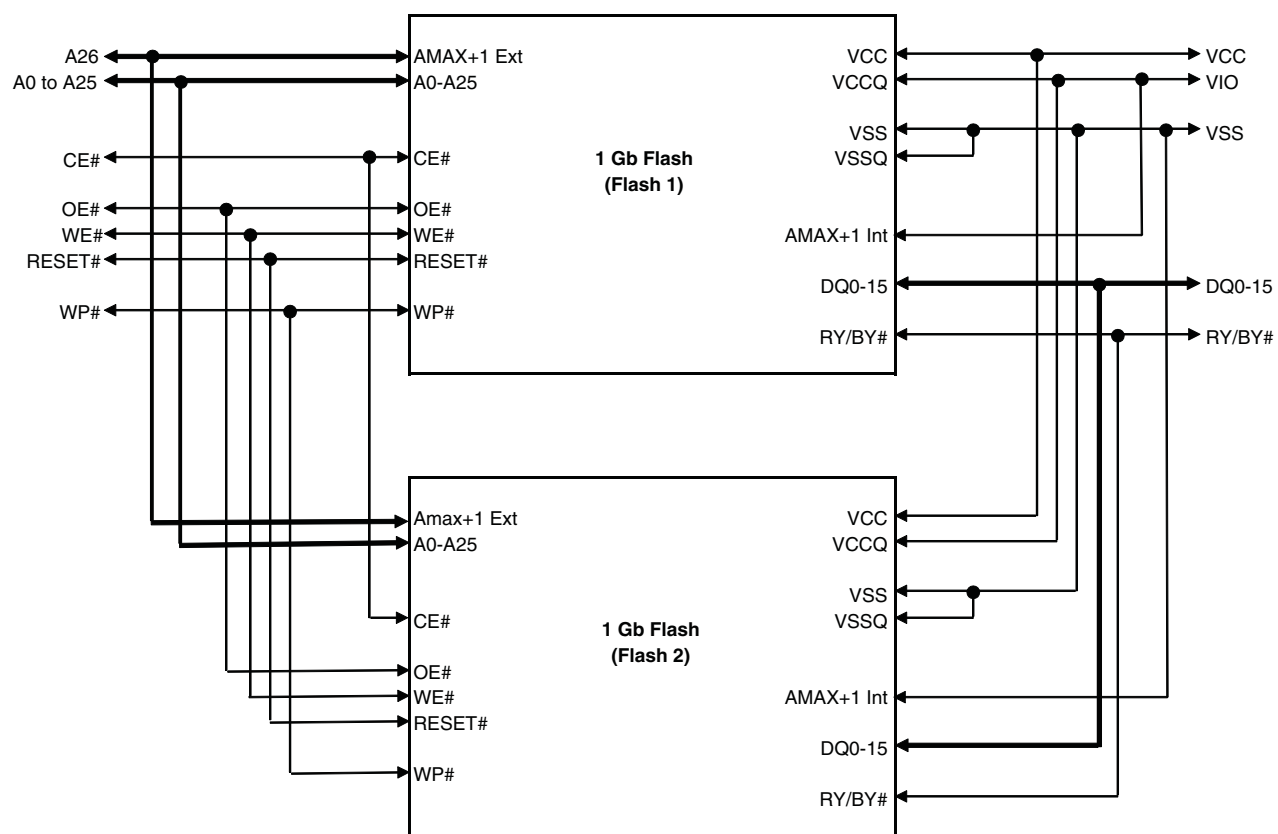 A26
AMAX+1 Ext
VCC
VCC
A0 to A25
A0-A25
VCCQ
VIO
VSS
VSS
CE#
CE#
1 Gb Flash
VSSQ
(Flash 1)
OE#
OE#
WE#
WE#
AMAX+1 Int
RESET#
RESET#
DQ0-15
DQ0-15
WP#
WP#
RY/BY#
RY/BY#
Amax+1 Ext
VCC
A0-A25
VCCQ
VSS
CE#
VSSQ
1 Gb Flash
(Flash 2)
OE#
WE#
AMAX+1 Int
RESET#
DQ0-15
WP#
RY/BY#